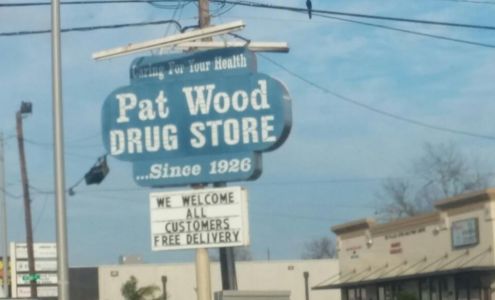 Caring For Your Health
Pat Wood
DRUG STORE
...Since 1926
WE WELCOME
ALL
CUSTOMERS
FREE DELIVERY